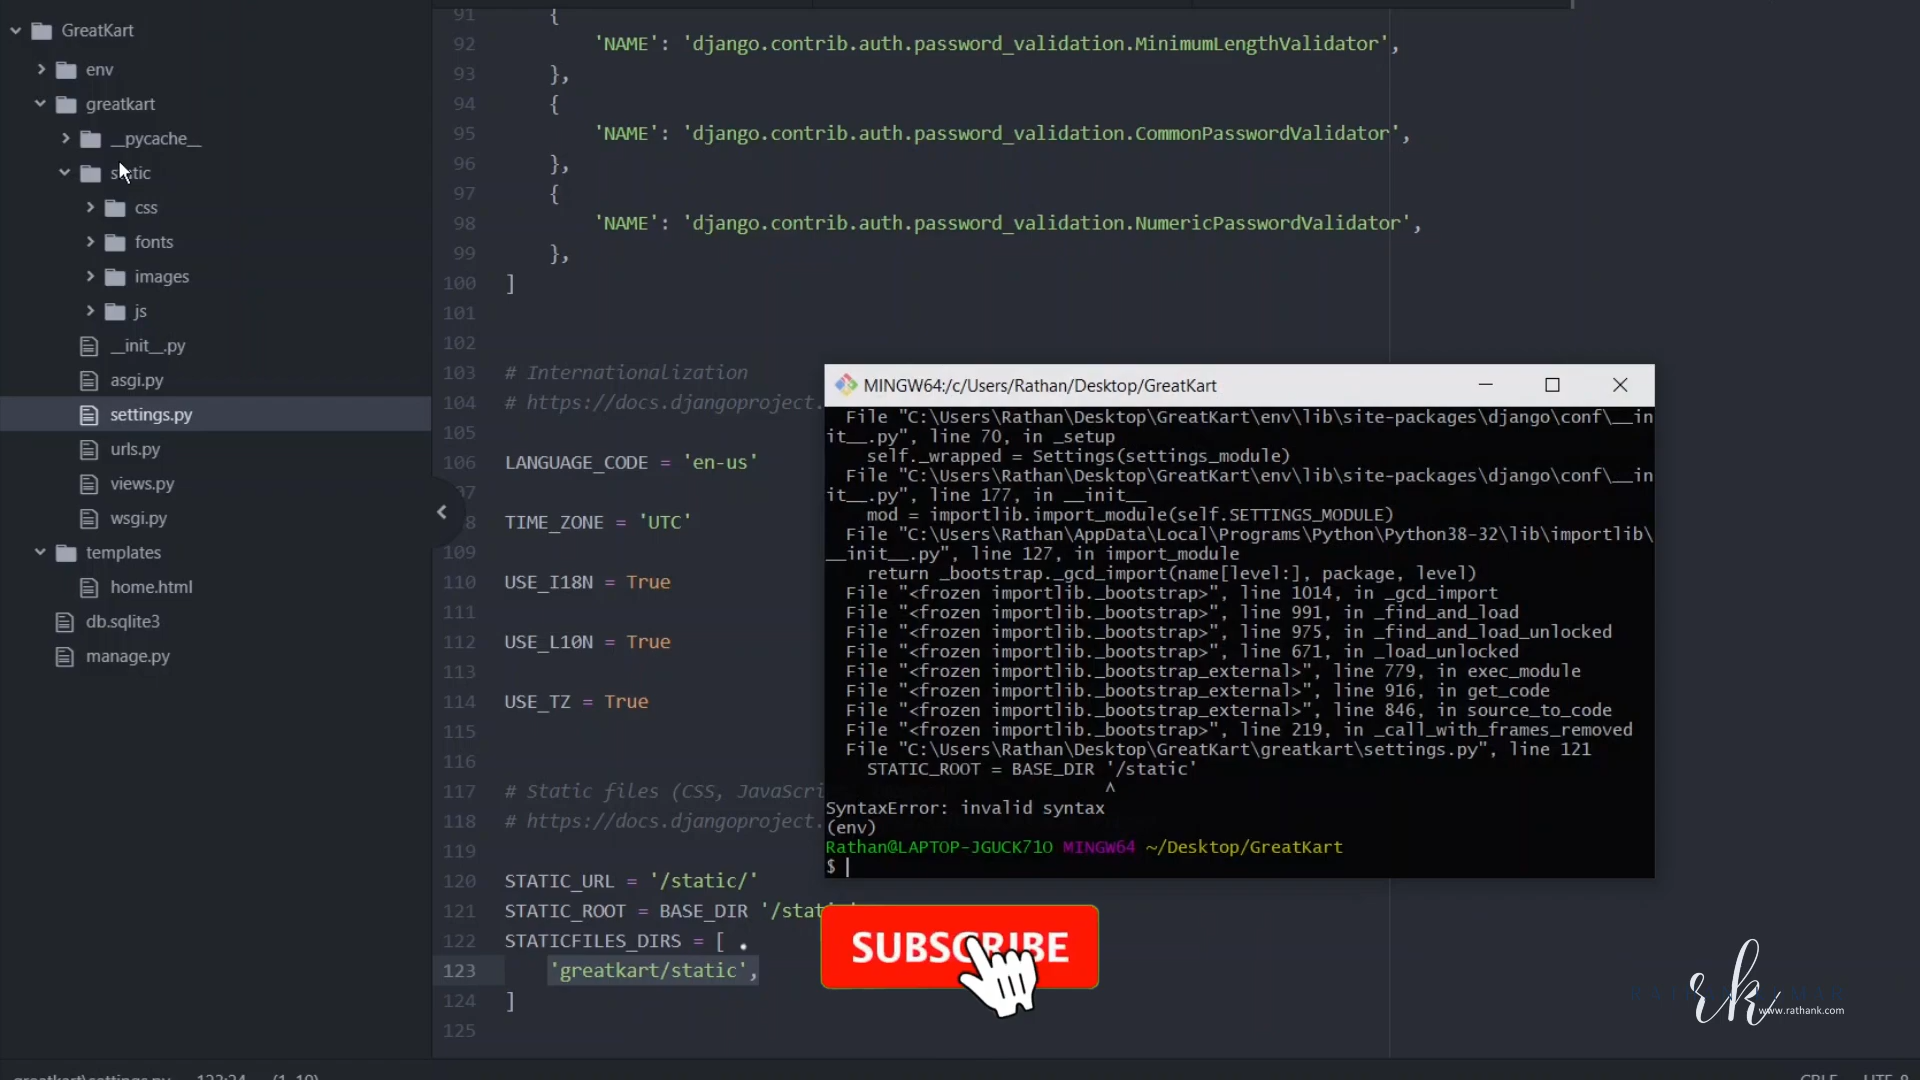 GreatKart
env
greatkart
__pycache__
static
css
fonts
images
js
__init__.py
asgi.py
settings.py
urls.py
views.py
wsgi.py
templates
home.html
db.sqlite3
manage.py
91 {
92 'NAME': 'django.contrib.auth.password_validation.MinimumLengthValidator',
93 },
94 {
95 'NAME': 'django.contrib.auth.password_validation.CommonPasswordValidator',
96 },
97 {
98 'NAME': 'django.contrib.auth.password_validation.NumericPasswordValidator',
99 },
100 ]
101
102
103 # Internationalization
104 # https://docs.djangoproject.
105
106 LANGUAGE_CODE = 'en-us'
07
8 TIME_ZONE = 'UTC'
109
110 USE_I18N = True
111
112 USE_L10N = True
113
114 USE_TZ = True
115
116
117 # Static files (CSS, JavaScri
118 # https://docs.djangoproject.
119
120 STATIC_URL = '/static/'
121 STATIC_ROOT = BASE_DIR '/stat
122 STATICFILES_DIRS = [
123 'greatkart/static',
124 ]
125
MINGW64:/c/Users/Rathan/Desktop/GreatKart
File "C:\Users\Rathan\Desktop\GreatKart\env\lib\site-packages\django\conf\__in
it__.py", line 70, in _setup
self._wrapped = Settings(settings_module)
File "C:\Users\Rathan\Desktop\GreatKart\env\lib\site-packages\django\conf\__in
it__.py", line 177, in __init__
mod = importlib.import_module(self.SETTINGS_MODULE)
File "C:\Users\Rathan\AppData\Local\Programs\Python\Python38-32\lib\importlib\
__init__.py", line 127, in import_module
return _bootstrap._gcd_import(name[level:], package, level)
File "<frozen importlib._bootstrap>", line 1014, in _gcd_import
File "<frozen importlib._bootstrap>", line 991, in _find_and_load
File "<frozen importlib._bootstrap>", line 975, in _find_and_load_unlocked
File "<frozen importlib._bootstrap>", line 671, in _load_unlocked
File "<frozen importlib._bootstrap_external>", line 779, in exec_module
File "<frozen importlib._bootstrap_external>", line 916, in get_code
File "<frozen importlib._bootstrap_external>", line 846, in source_to_code
File "<frozen importlib._bootstrap>", line 219, in _call_with_frames_removed
File "C:\Users\Rathan\Desktop\GreatKart\greatkart\settings.py", line 121
STATIC_ROOT = BASE_DIR '/static'
^
SyntaxError: invalid syntax
(env)
Rathan@LAPTOP-JGUCK71O MINGW64 ~/Desktop/GreatKart
$
SUBSCRIBE
rk
www.rathank.com